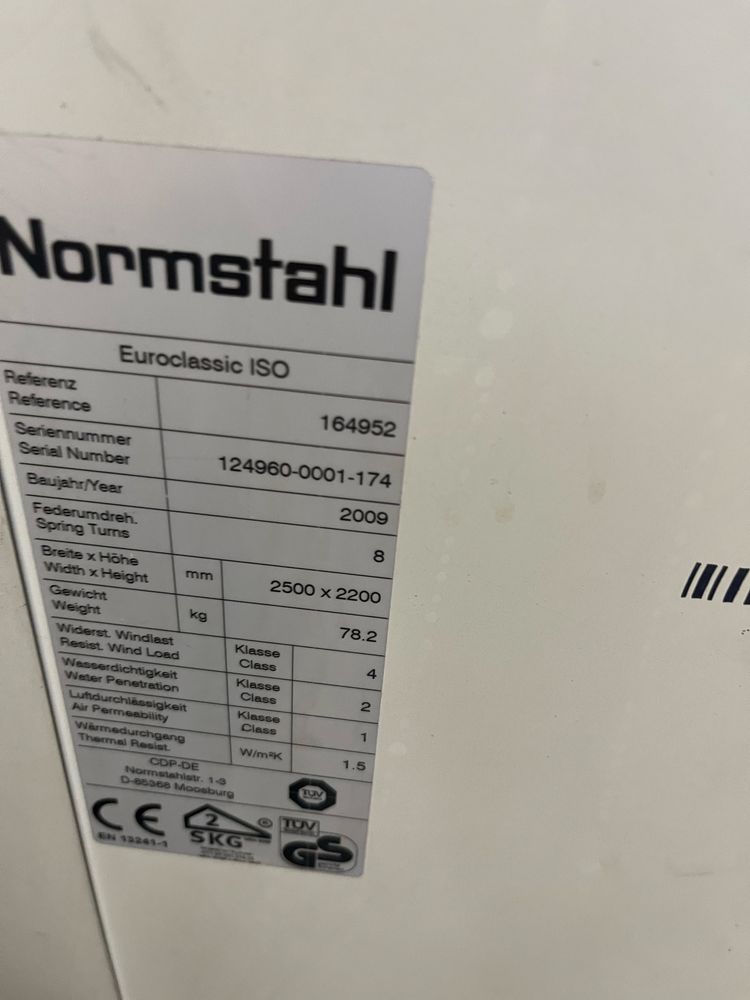 Normstahl
Euroclassic ISO
Referenz
Reference
164952
Seriennummer
Serial Number
124960-0001-174
Baujahr/Year
2009
Federumdreh.
Spring Turns
8
Breite x Höhe
Width x Height
mm
2500 x 2200
Gewicht
Weight
kg
78.2
Widerst. Windlast
Resist. Wind Load
Klasse
Class
4
Wasserdichtigkeit
Water Penetration
Klasse
Class
2
Luftdurchlässigkeit
Air Permeability
Klasse
Class
1
Wärmedurchgang
Thermal Resist.
W/m²K
1.5
CDP-DE
Normstahlstr. 1-3
D-85368 Moosburg
TÜV
CE
EN 13241-1
2
SKG
®
TÜV
GS